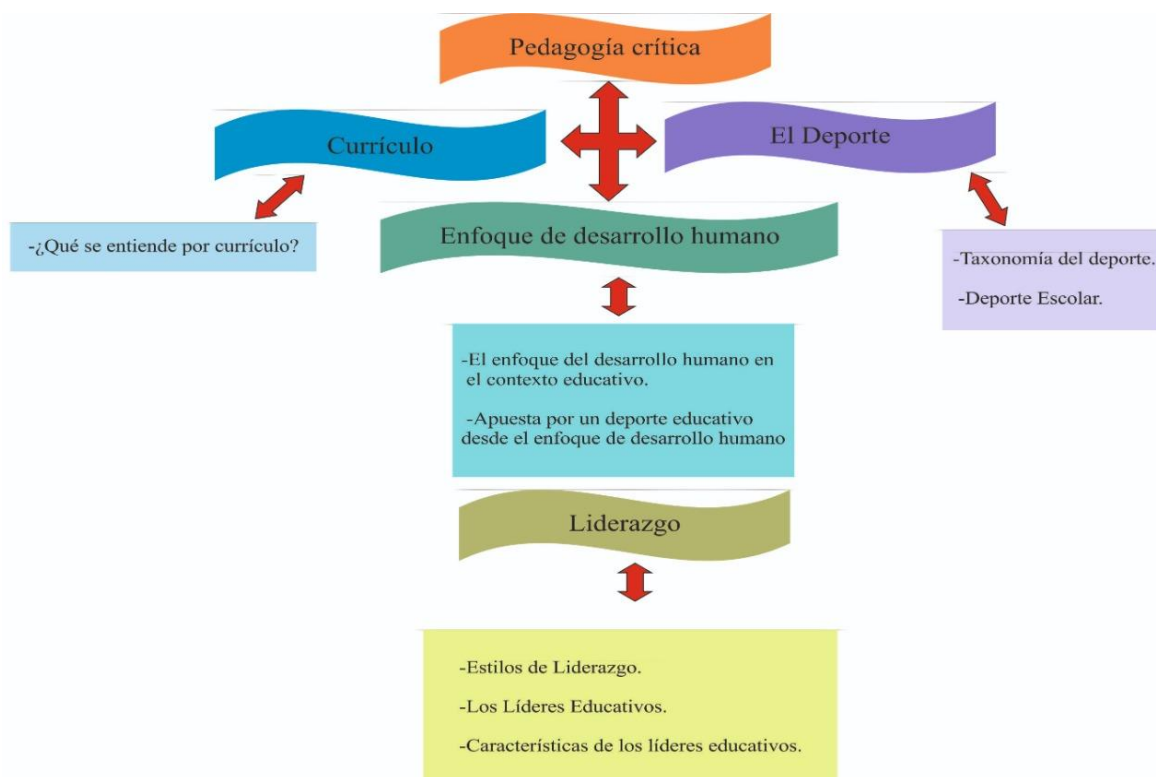 Pedagogía crítica
Currículo
El Deporte
-¿Qué se entiende por currículo?
Enfoque de desarrollo humano
-Taxonomía del deporte.
-Deporte Escolar.
-El enfoque del desarrollo humano en
el contexto educativo.
-Apuesta por un deporte educativo
desde el enfoque de desarrollo humano
Liderazgo
-Estilos de Liderazgo.
-Los Líderes Educativos.
-Características de los líderes educativos.